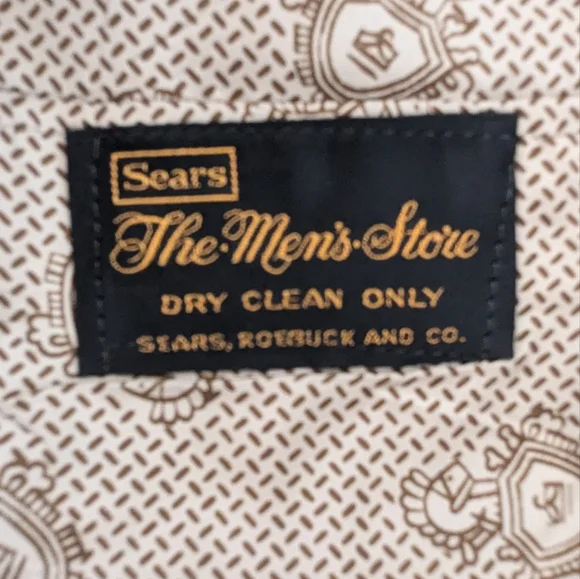 Sears
The·Men's·Store
DRY CLEAN ONLY
SEARS, ROEBUCK AND CO.